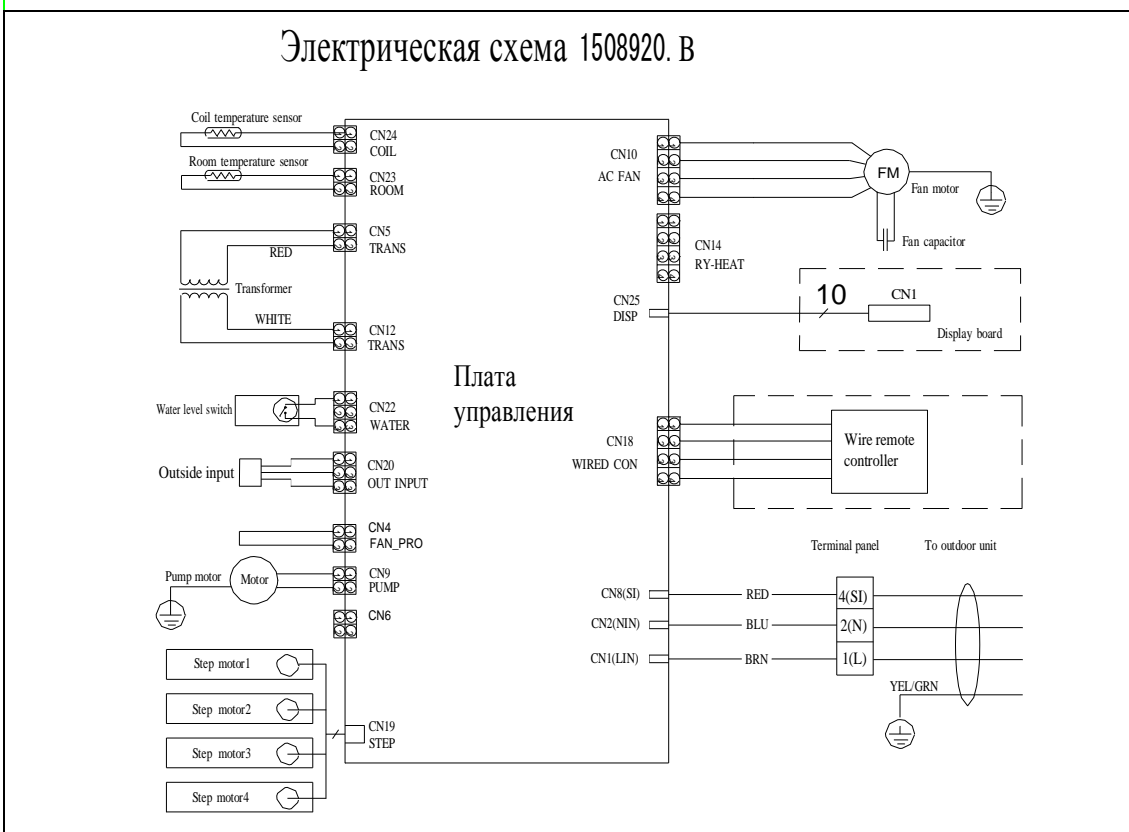 Электрическая схема 1508920. В
Coil temperature sensor
CN24
COIL
Room temperature sensor
CN23
ROOM
CN5
TRANS
RED
Transformer
WHITE
CN12
TRANS
Water level switch
CN22
WATER
Outside input
CN20
OUT INPUT
CN4
FAN_PRO
Pump motor
Motor
CN9
PUMP
CN6
Step motor1
Step motor2
Step motor3
Step motor4
CN19
STEP
Плата
управления
CN10
AC FAN
FM
Fan motor
Fan capacitor
CN14
RY-HEAT
CN25
DISP
10
CN1
Display board
CN18
WIRED CON
Wire remote
controller
Terminal panel
To outdoor unit
CN8(SI)
RED
4(SI)
CN2(NIN)
BLU
2(N)
CN1(LIN)
BRN
1(L)
YEL/GRN